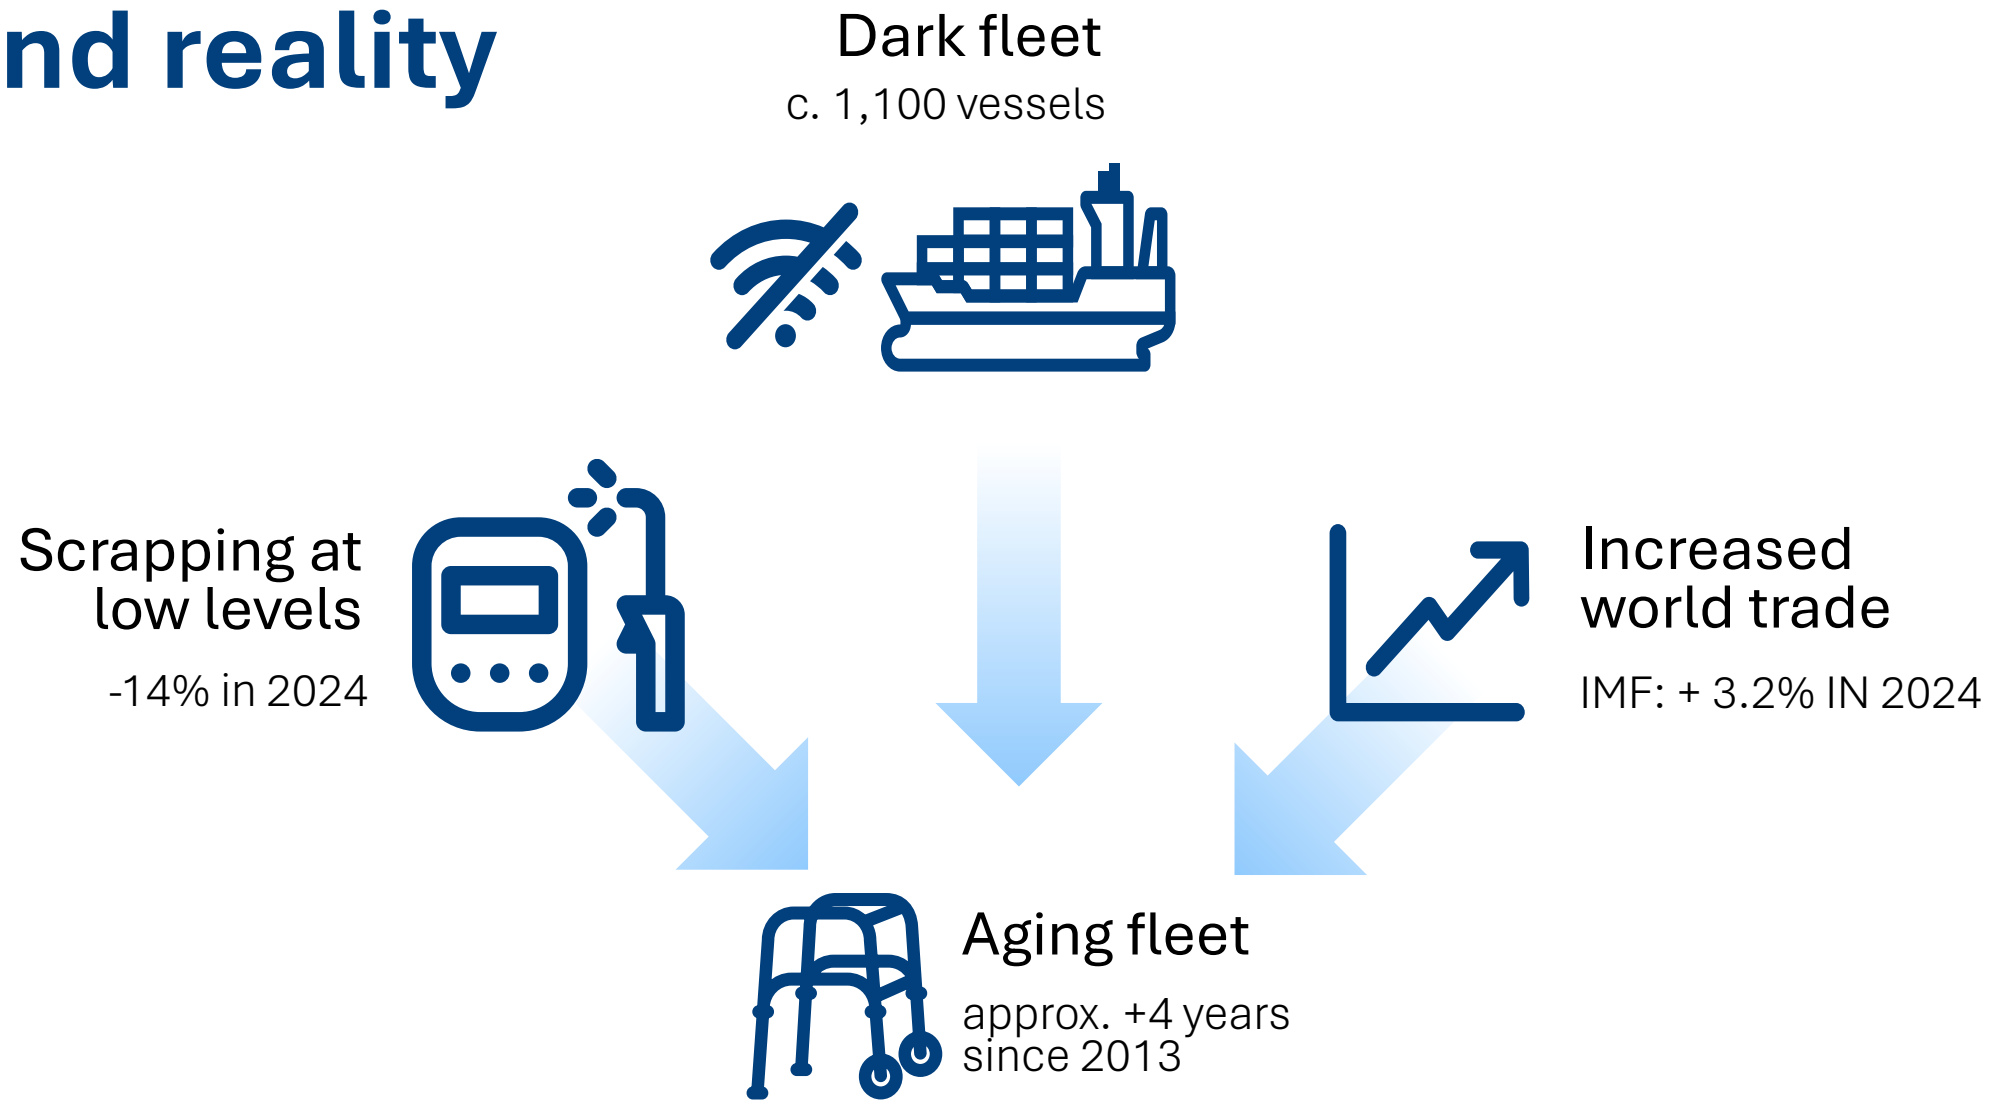 nd reality
Dark fleet
c. 1,100 vessels
Scrapping at
low levels
-14% in 2024
Increased
world trade
IMF: + 3.2% IN 2024
Aging fleet
approx. +4 years
since 2013